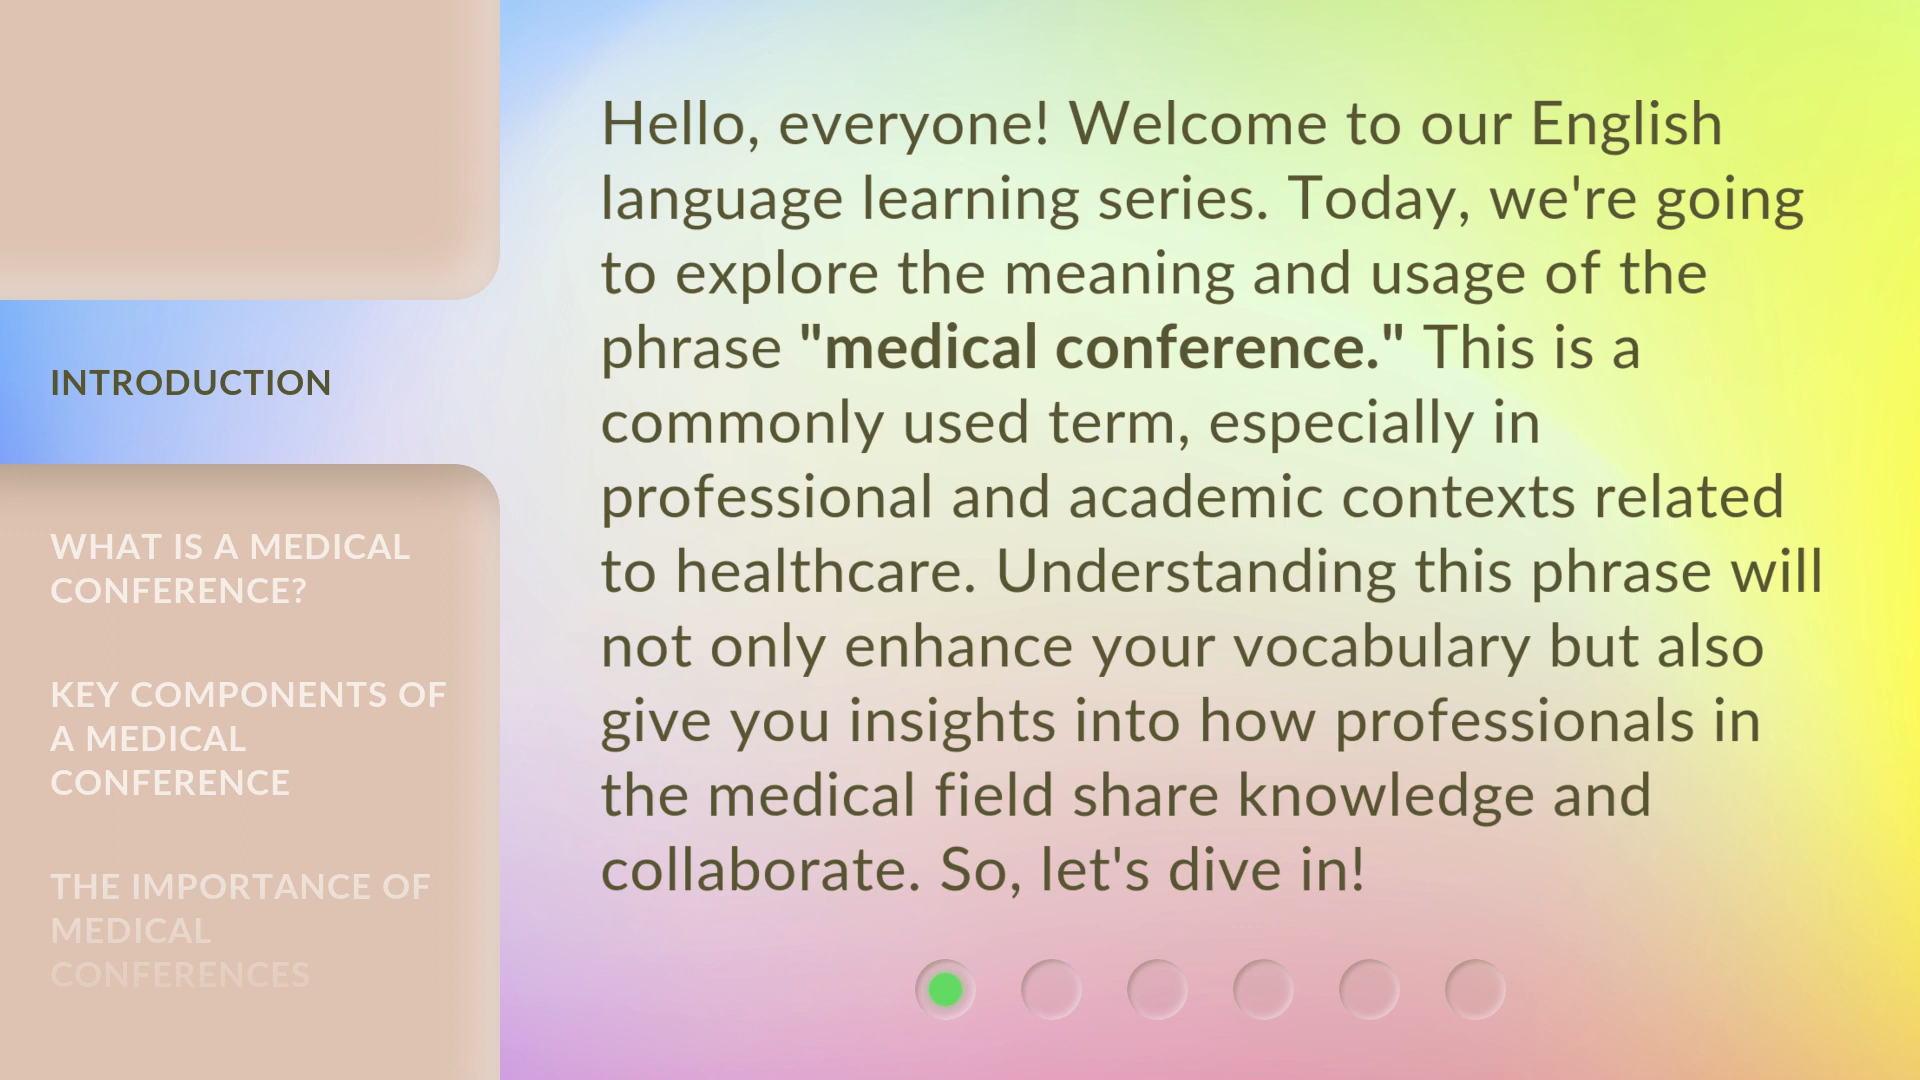 INTRODUCTION
WHAT IS A MEDICAL
CONFERENCE?
KEY COMPONENTS OF
A MEDICAL
CONFERENCE
THE IMPORTANCE OF
MEDICAL
CONFERENCES
Hello, everyone! Welcome to our English
language learning series. Today, we're going
to explore the meaning and usage of the
phrase "medical conference." This is a
commonly used term, especially in
professional and academic contexts related
to healthcare. Understanding this phrase will
not only enhance your vocabulary but also
give you insights into how professionals in
the medical field share knowledge and
collaborate. So, let's dive in!